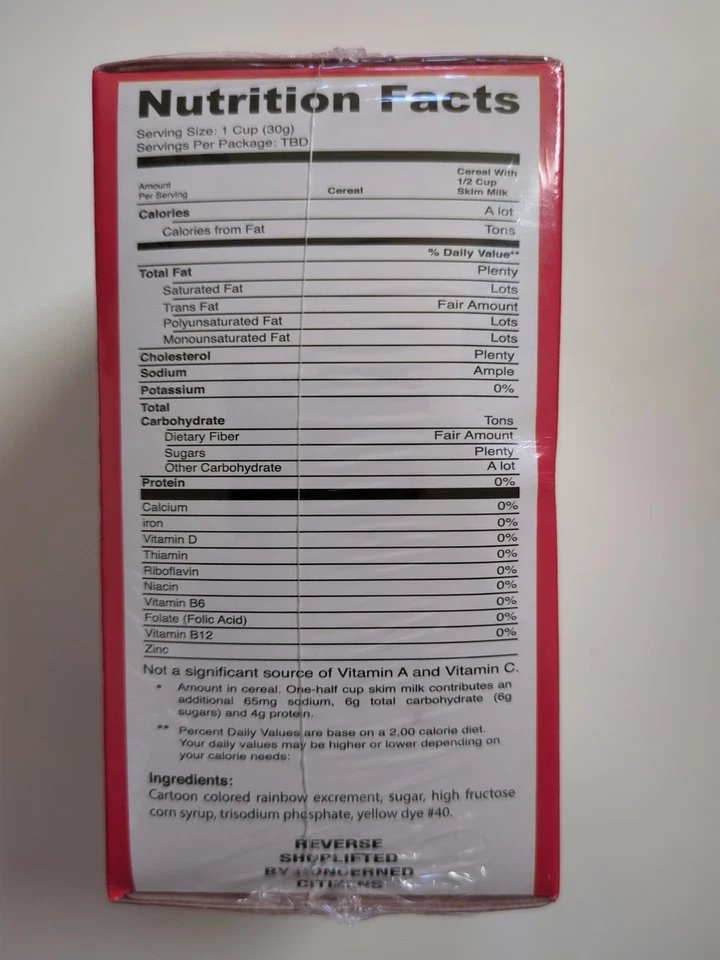 Nutrition Facts
Serving Size: 1 Cup (30g)
Servings Per Package: TBD
Amount
Per Serving
Cereal
Cereal With
1/2 Cup
Skim Milk
Calories A lot
Calories from Fat Tons
% Daily Value**
Total Fat Plenty
Saturated Fat Lots
Trans Fat Fair Amount
Polyunsaturated Fat Lots
Monounsaturated Fat Lots
Cholesterol Plenty
Sodium Ample
Potassium 0%
Total
Carbohydrate Tons
Dietary Fiber Fair Amount
Sugars Plenty
Other Carbohydrate A lot
Protein 0%
Calcium 0%
iron 0%
Vitamin D 0%
Thiamin 0%
Riboflavin 0%
Niacin 0%
Vitamin B6 0%
Folate (Folic Acid) 0%
Vitamin B12 0%
Zinc
Not a significant source of Vitamin A and Vitamin C.
* Amount in cereal. One-half cup skim milk contributes an
additional 65mg sodium, 6g total carbohydrate (6g
sugars) and 4g protein.
** Percent Daily Values are base on a 2,00 calorie diet.
Your daily values may be higher or lower depending on
your calorie needs:
Ingredients:
Cartoon colored rainbow excrement, sugar, high fructose
corn syrup, trisodium phosphate, yellow dye #40.
REVERSE
SHOPLIFTED
BY CONCERNED
CITIZENS